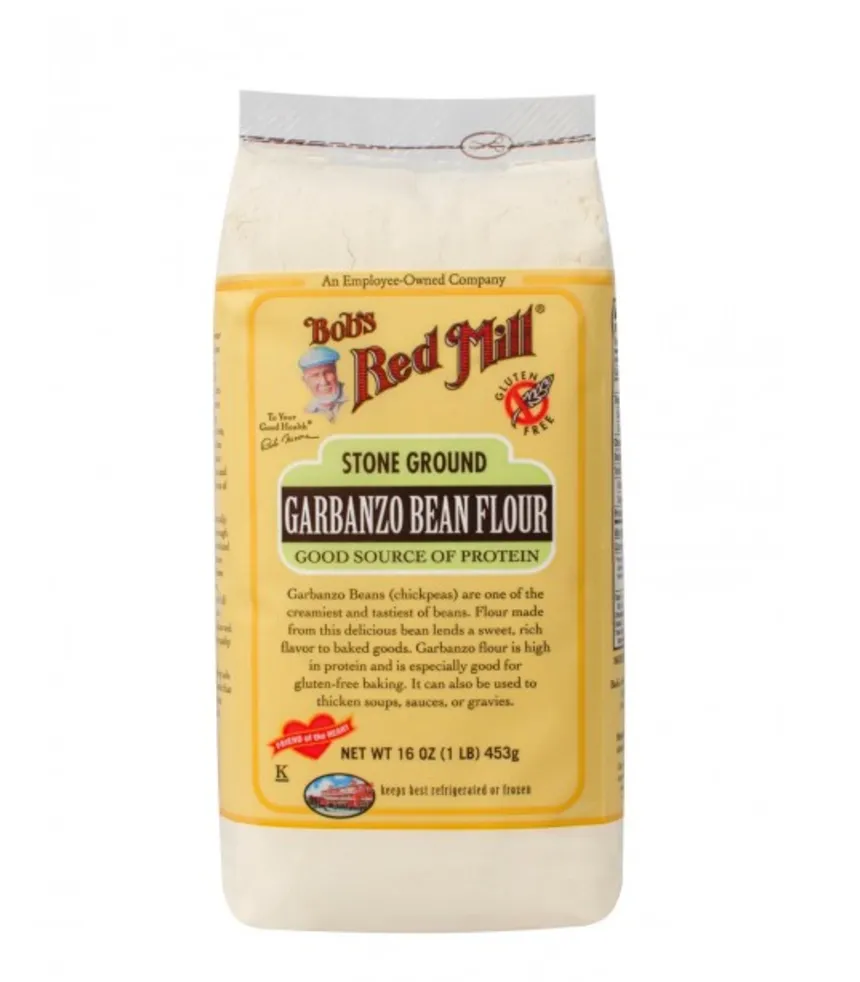 An Employee-Owned Company
Bob's
Red Mill®
GLUTEN
FREE
To Your
Good Health®
Bob Moore
STONE GROUND
GARBANZO BEAN FLOUR
GOOD SOURCE OF PROTEIN
Garbanzo Beans (chickpeas) are one of the
creamiest and tastiest of beans. Flour made
from this delicious bean lends a sweet, rich
flavor to baked goods. Garbanzo flour is high
in protein and is especially good for
gluten-free baking. It can also be used to
thicken soups, sauces, or gravies.
FRIEND of the HEART
NET WT 16 OZ (1 LB) 453g
K
keeps best refrigerated or frozen